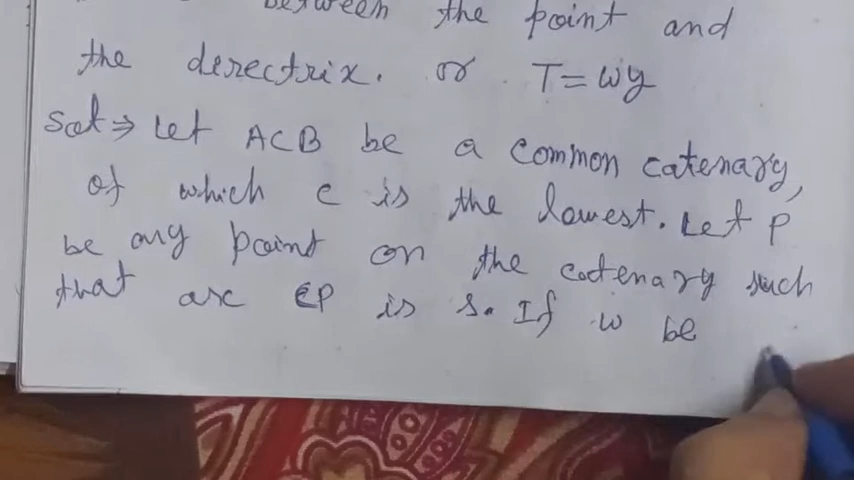 between the point and
the derectrix. or T=wy
Sol⇒ Let ACB be a common catenary,
of which c is the lowest. Let P
be any point on the catenary such
that arc CP is s. If w be